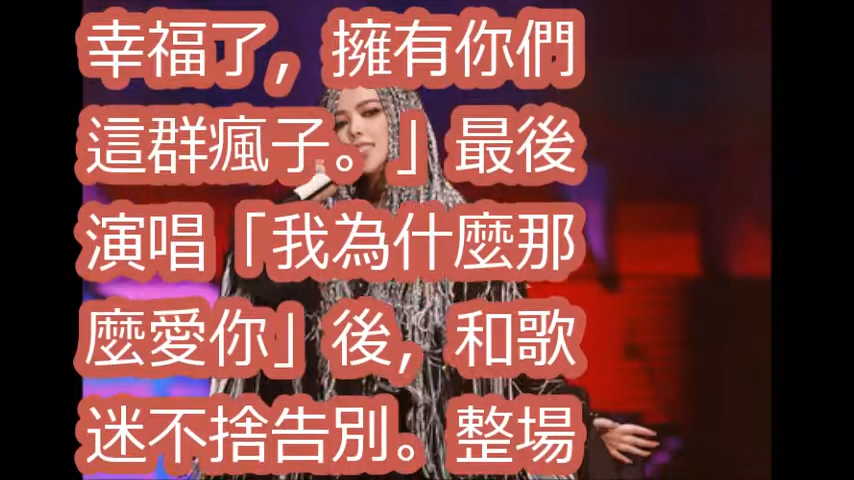 幸福了，擁有你們
這群瘋子。」最後
演唱「我為什麼那
麼愛你」後，和歌
迷不捨告別。整場